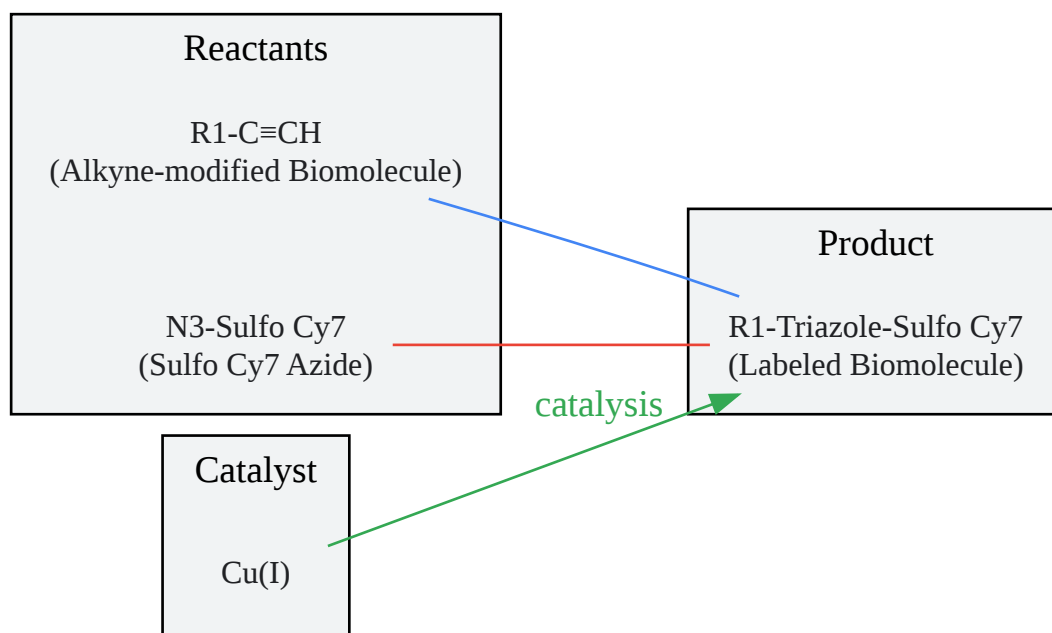 Reactants
R1-C≡CH
(Alkyne-modified Biomolecule)
N3-Sulfo Cy7
(Sulfo Cy7 Azide)
Product
R1-Triazole-Sulfo Cy7
(Labeled Biomolecule)
catalysis
Catalyst
Cu(I)